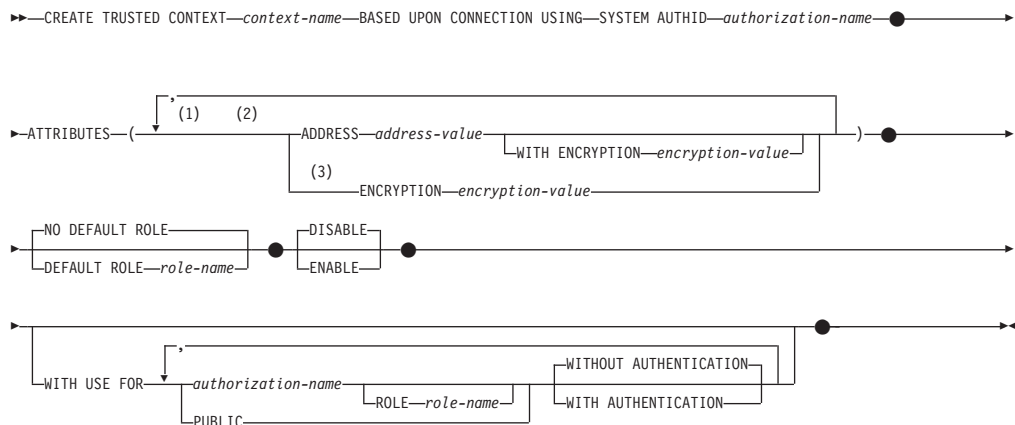 CREATE TRUSTED CONTEXT context-name BASED UPON CONNECTION USING SYSTEM AUTHID authorization-name
,
(1) (2)
ATTRIBUTES ( ADDRESS address-value )
WITH ENCRYPTION encryption-value
(3)
ENCRYPTION encryption-value
NO DEFAULT ROLE DISABLE
DEFAULT ROLE role-name ENABLE
,
WITH USE FOR authorization-name WITHOUT AUTHENTICATION
ROLE role-name WITH AUTHENTICATION
PUBLIC